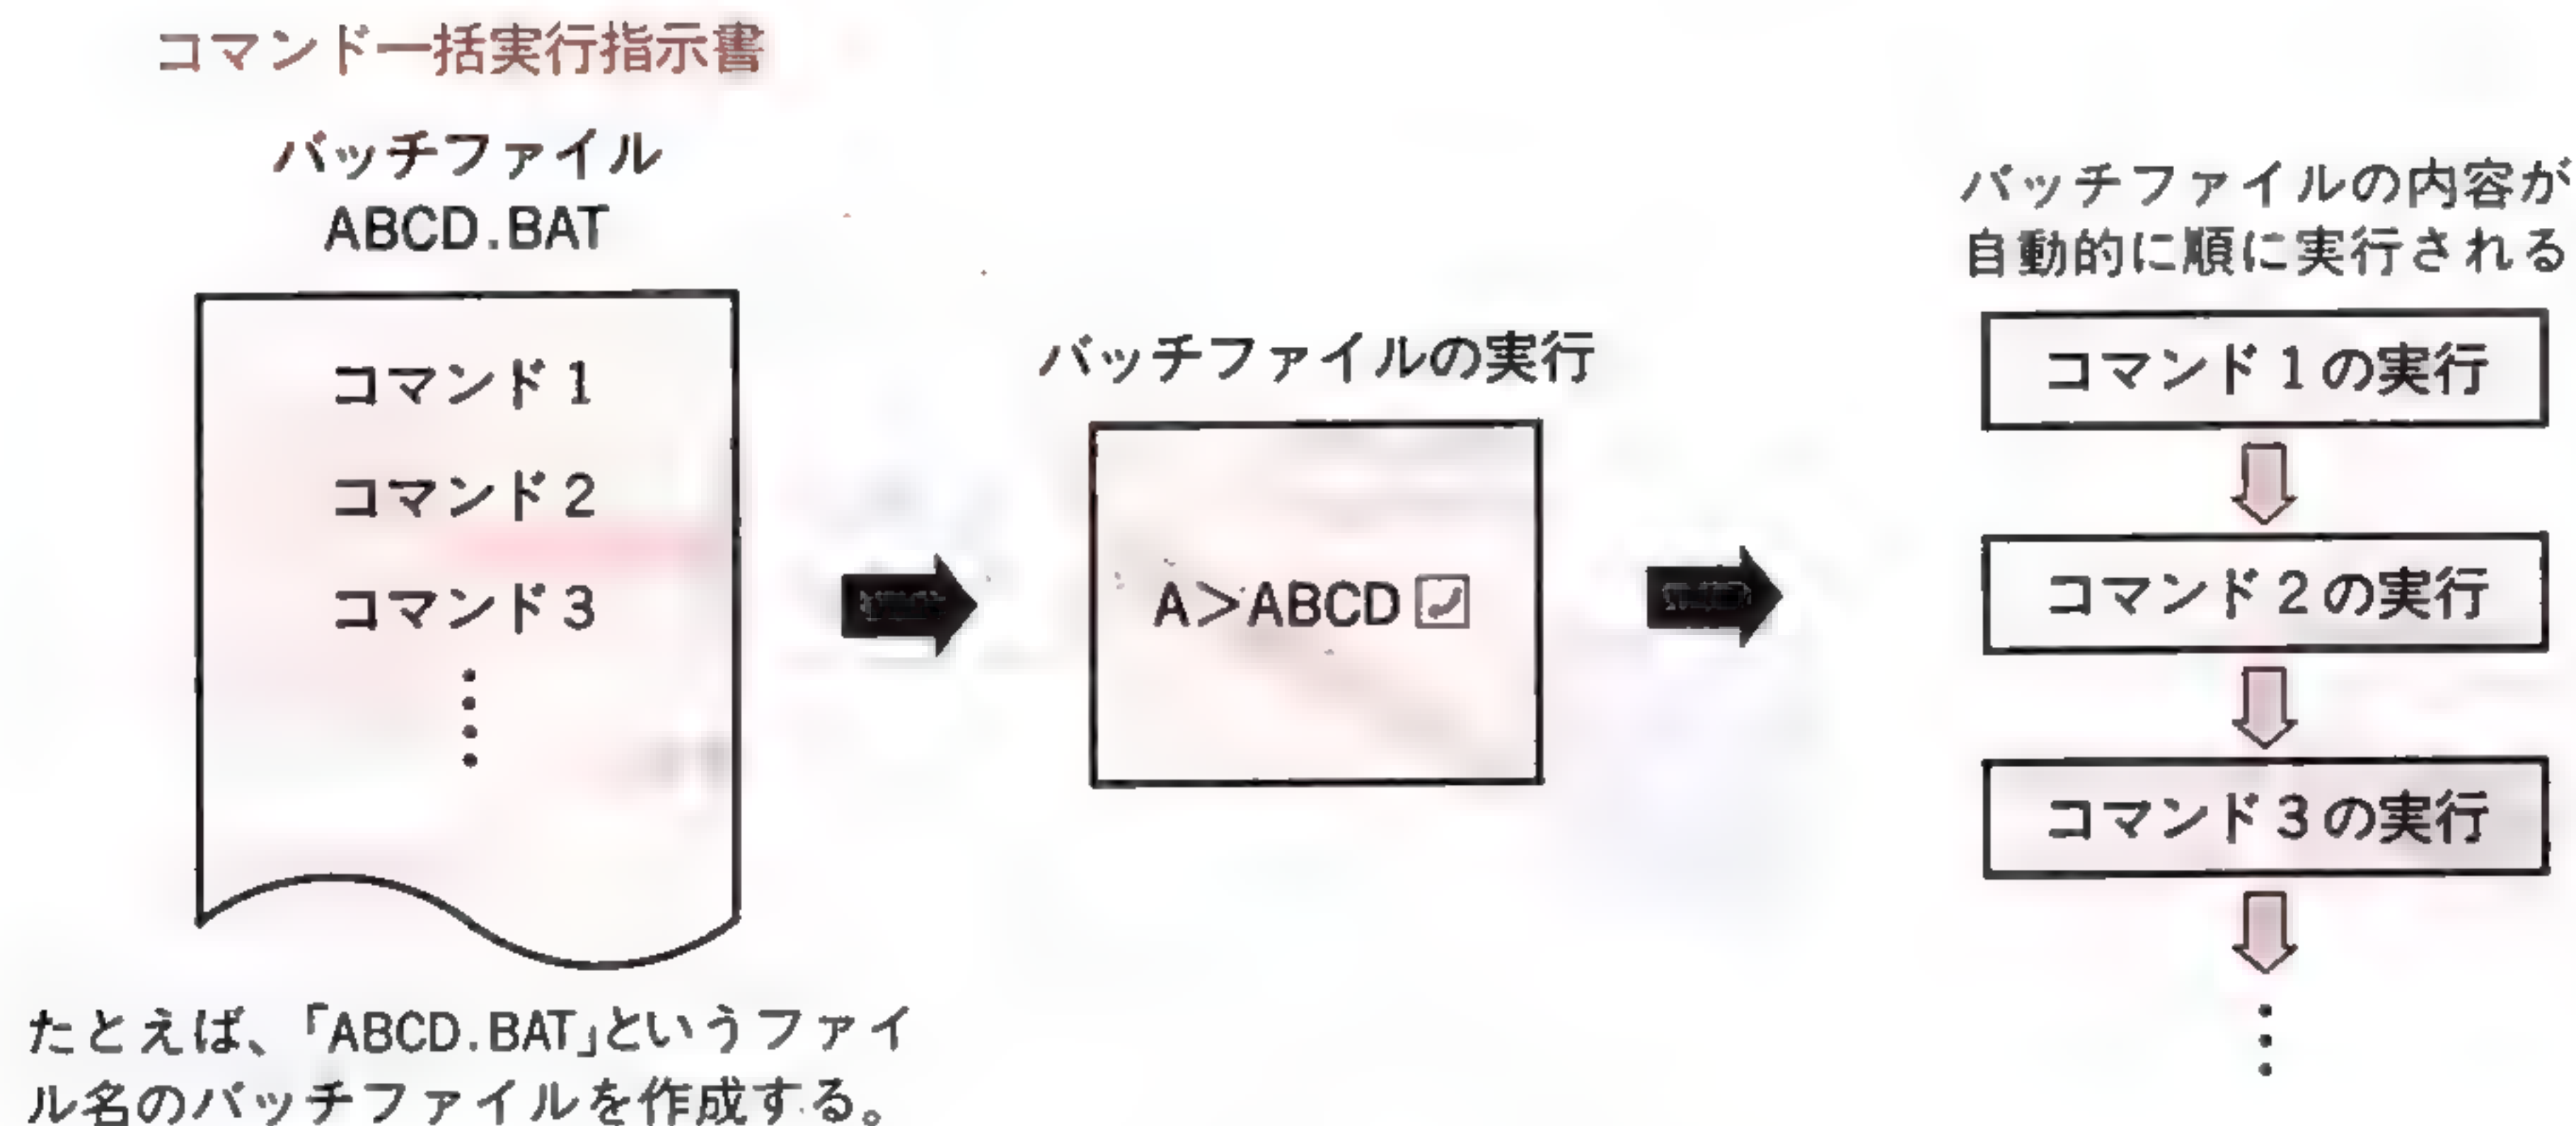 コマンド一括実行指示書
バッチファイル
ABCD.BAT
コマンド1
コマンド2
コマンド3
たとえば、「ABCD.BAT」というファイ
ル名のバッチファイルを作成する。
バッチファイルの実行
A>ABCD
バッチファイルの内容が
自動的に順に実行される
コマンド1の実行
コマンド2の実行
コマンド3の実行